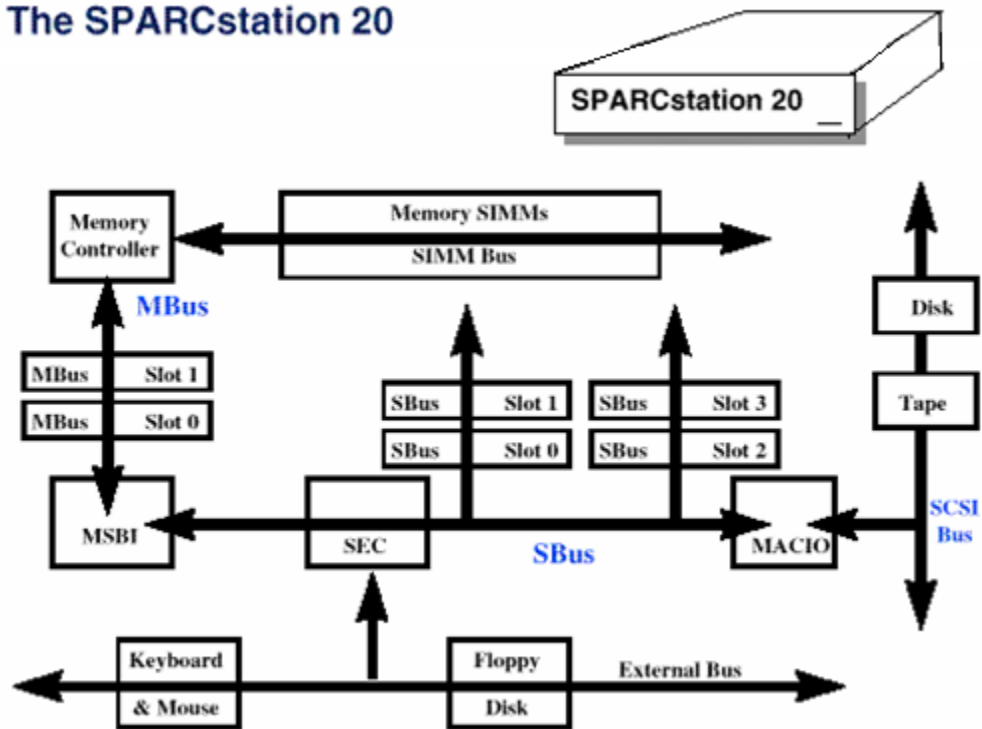 The SPARCstation 20
SPARCstation 20 _
Memory
Controller
Memory SIMMs
SIMM Bus
MBus
MBus Slot 1
MBus Slot 0
SBus Slot 1
SBus Slot 0
SBus Slot 3
SBus Slot 2
Disk
Tape
SCSI
Bus
MSBI
SEC
SBus
MACIO
Keyboard
& Mouse
Floppy
Disk
External Bus